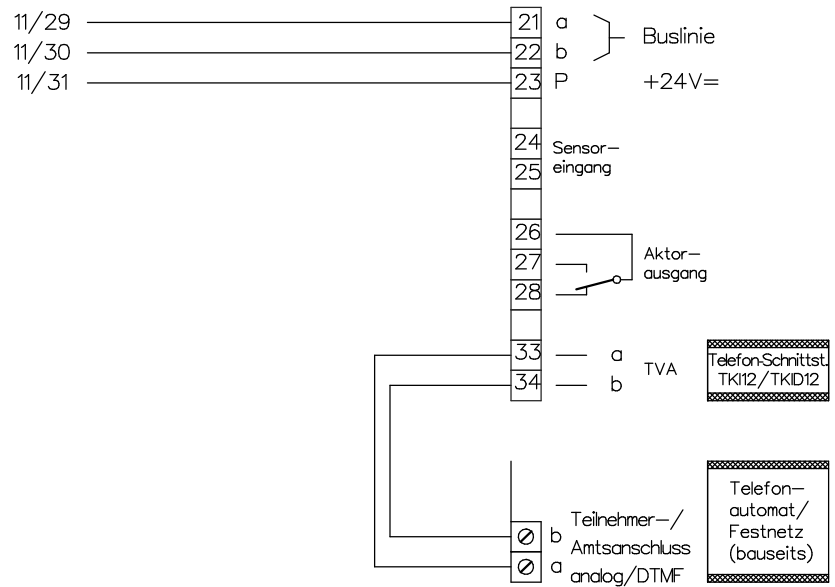 11/29 21 a Buslinie
11/30 22 b
11/31 23 P +24V=
24 Sensor-
25 eingang
26
27 Aktor-
28 ausgang
33 a TVA Telefon-Schnittst.
34 b TKI12/TKID12
Telefon-
automat/
Festnetz
(bauseits)
b Teilnehmer-/
Amtsanschluss
a analog/DTMF